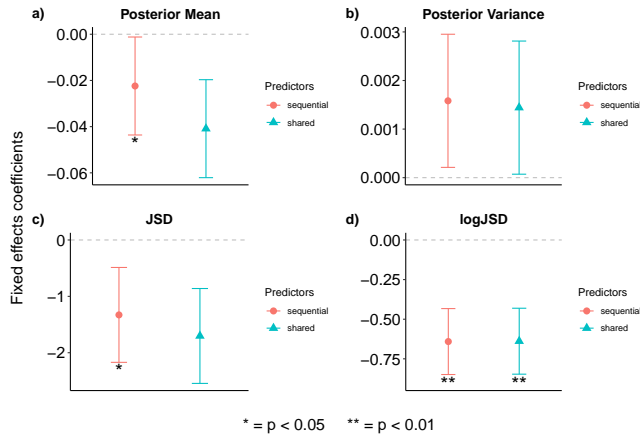 a) Posterior Mean
0.00
−0.02
−0.04
−0.06
*
Predictors
sequential
shared
b) Posterior Variance
0.003
0.002
0.001
0.000
Predictors
sequential
shared
Fixed effects coefficients
c) JSD
0
−1
−2
*
Predictors
sequential
shared
d) logJSD
0.00
−0.25
−0.50
−0.75
** **
Predictors
sequential
shared
* = p < 0.05 ** = p < 0.01